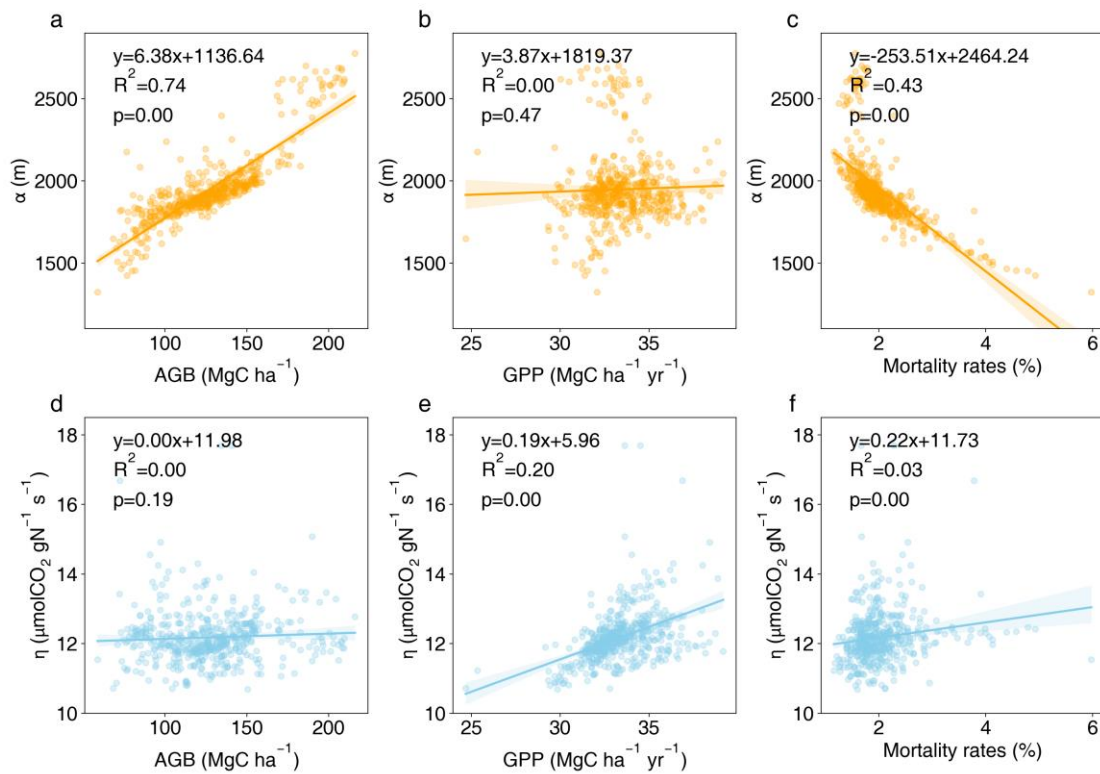 a
y=6.38x+1136.64
R²=0.74
p=0.00
2500
2000
1500
α (m)
100
150
200
AGB (MgC ha⁻¹)
b
y=3.87x+1819.37
R²=0.00
p=0.47
2500
2000
1500
α (m)
25
30
35
GPP (MgC ha⁻¹ yr⁻¹)
c
y=-253.51x+2464.24
R²=0.43
p=0.00
2500
2000
1500
α (m)
2
4
6
Mortality rates (%)
d
y=0.00x+11.98
R²=0.00
p=0.19
18
16
14
12
10
η (μmolCO₂ gN⁻¹ s⁻¹)
100
150
200
AGB (MgC ha⁻¹)
e
y=0.19x+5.96
R²=0.20
p=0.00
18
16
14
12
10
η (μmolCO₂ gN⁻¹ s⁻¹)
25
30
35
GPP (MgC ha⁻¹ yr⁻¹)
f
y=0.22x+11.73
R²=0.03
p=0.00
18
16
14
12
10
η (μmolCO₂ gN⁻¹ s⁻¹)
2
4
6
Mortality rates (%)